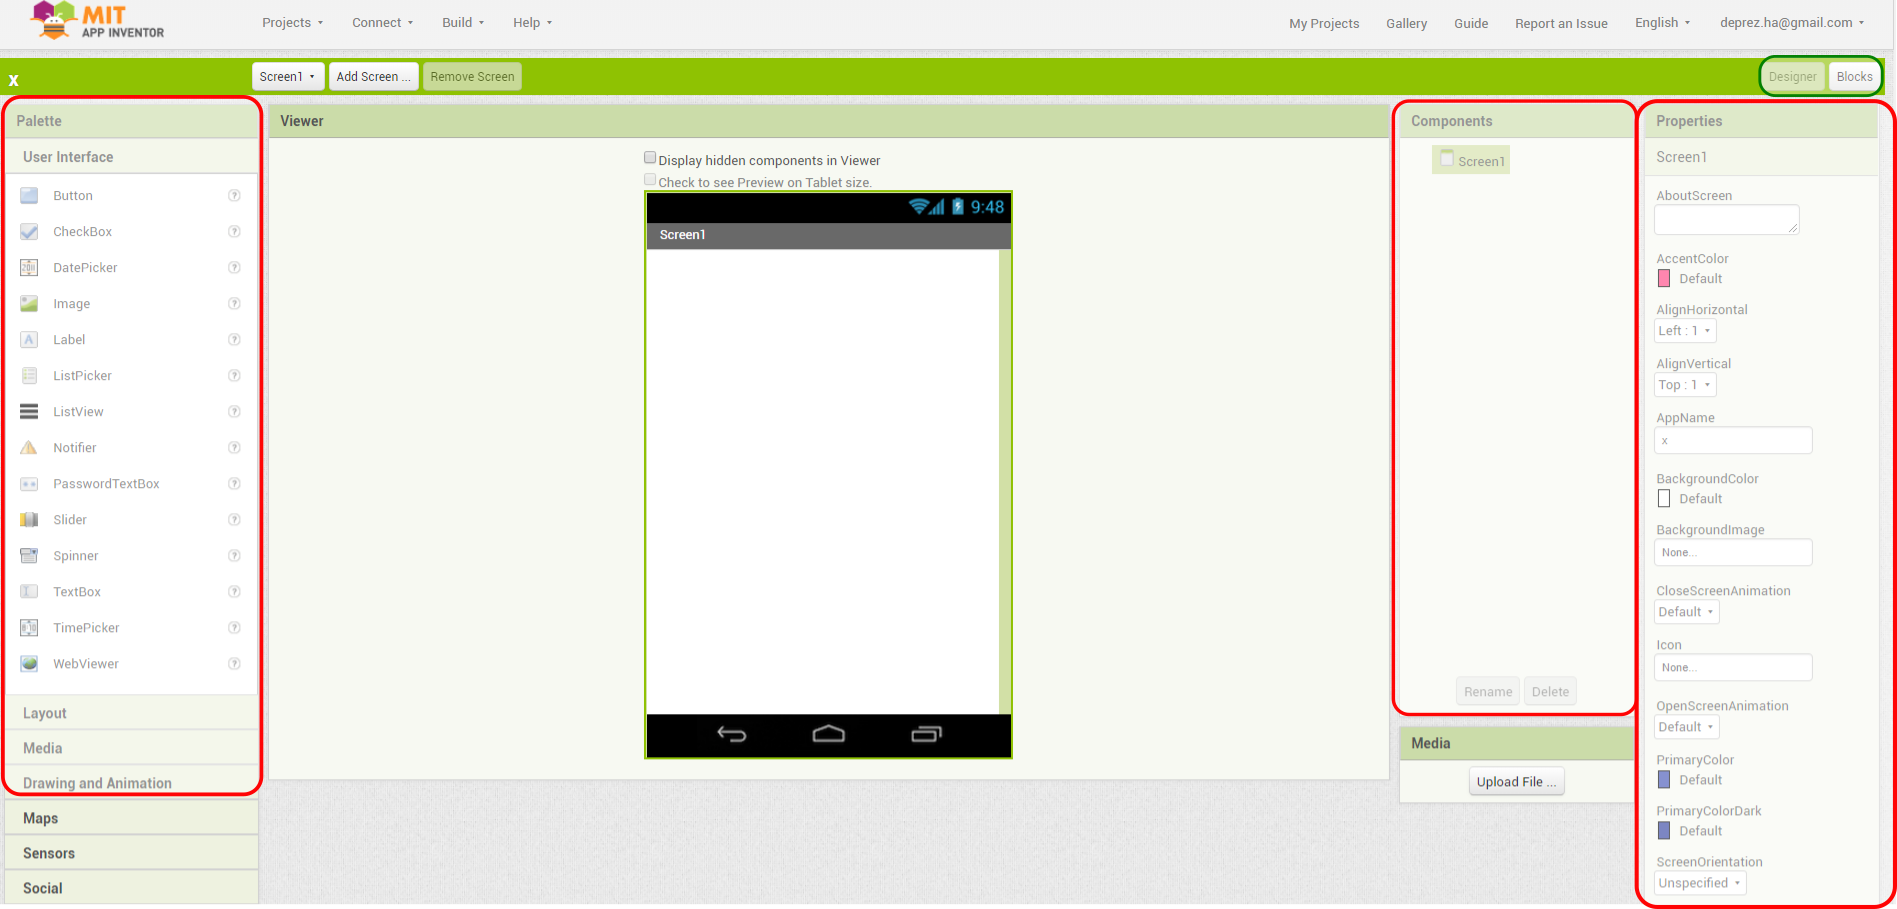 MIT
APP INVENTOR
Projects Connect Build Help
My Projects Gallery Guide Report an Issue English deprez.ha@gmail.com
x
Screen1 Add Screen ... Remove Screen
Designer Blocks
Palette
User Interface
Button ?
CheckBox ?
DatePicker ?
Image ?
Label ?
ListPicker ?
ListView ?
Notifier ?
PasswordTextBox ?
Slider ?
Spinner ?
TextBox ?
TimePicker ?
WebViewer ?
Layout
Media
Drawing and Animation
Maps
Sensors
Social
Viewer
Display hidden components in Viewer
Check to see Preview on Tablet size.
9:48
Screen1
Components
Screen1
Rename Delete
Media
Upload File ...
Properties
Screen1
AboutScreen
AccentColor
Default
AlignHorizontal
Left : 1
AlignVertical
Top : 1
AppName
x
BackgroundColor
Default
BackgroundImage
None...
CloseScreenAnimation
Default
Icon
None...
OpenScreenAnimation
Default
PrimaryColor
Default
PrimaryColorDark
Default
ScreenOrientation
Unspecified